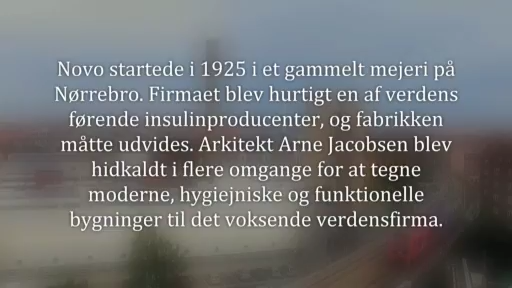 Novo startede i 1925 i et gammelt mejeri på
Nørrebro. Firmaet blev hurtigt en af verdens
førende insulinproducenter, og fabrikken
måtte udvides. Arkitekt Arne Jacobsen blev
hidkaldt i flere omgange for at tegne
moderne, hygiejniske og funktionelle
bygninger til det voksende verdensfirma.